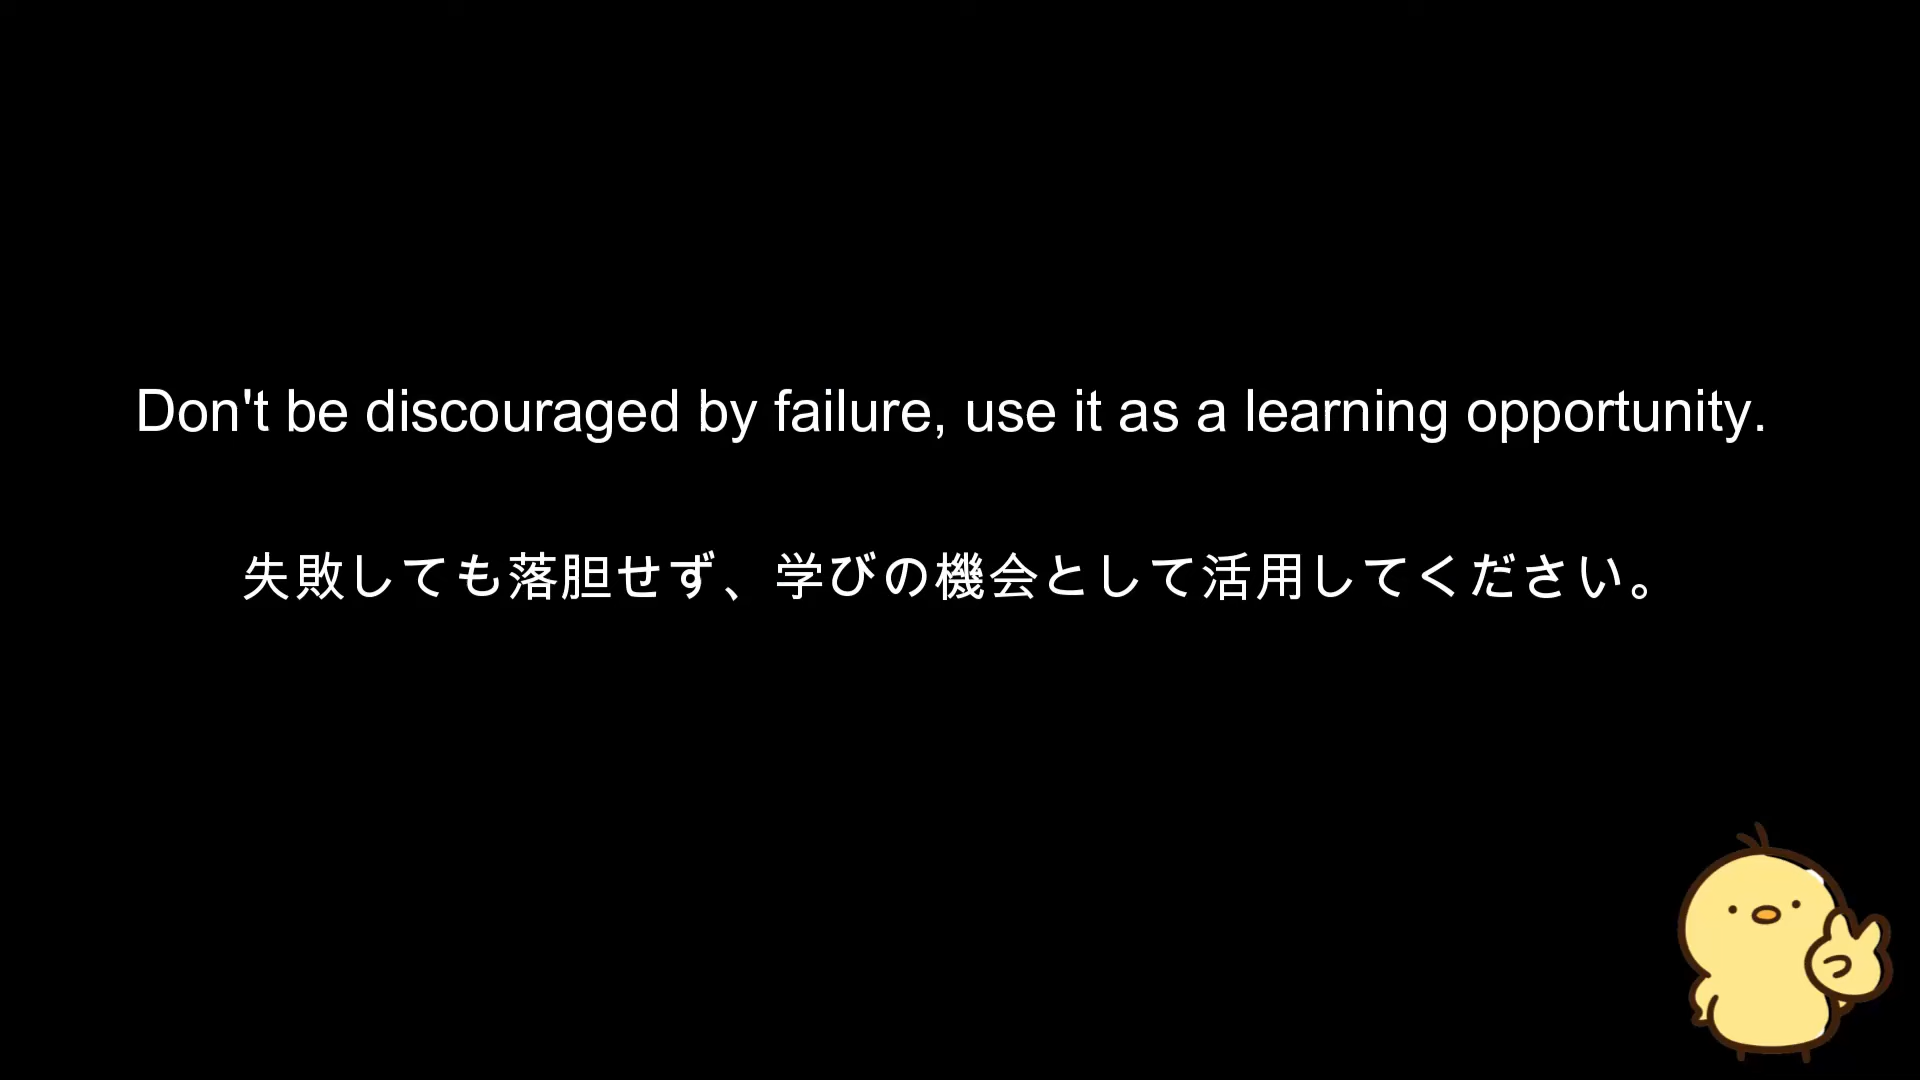 Don't be discouraged by failure, use it as a learning opportunity.
失敗しても落胆せず、学びの機会として活用してください。